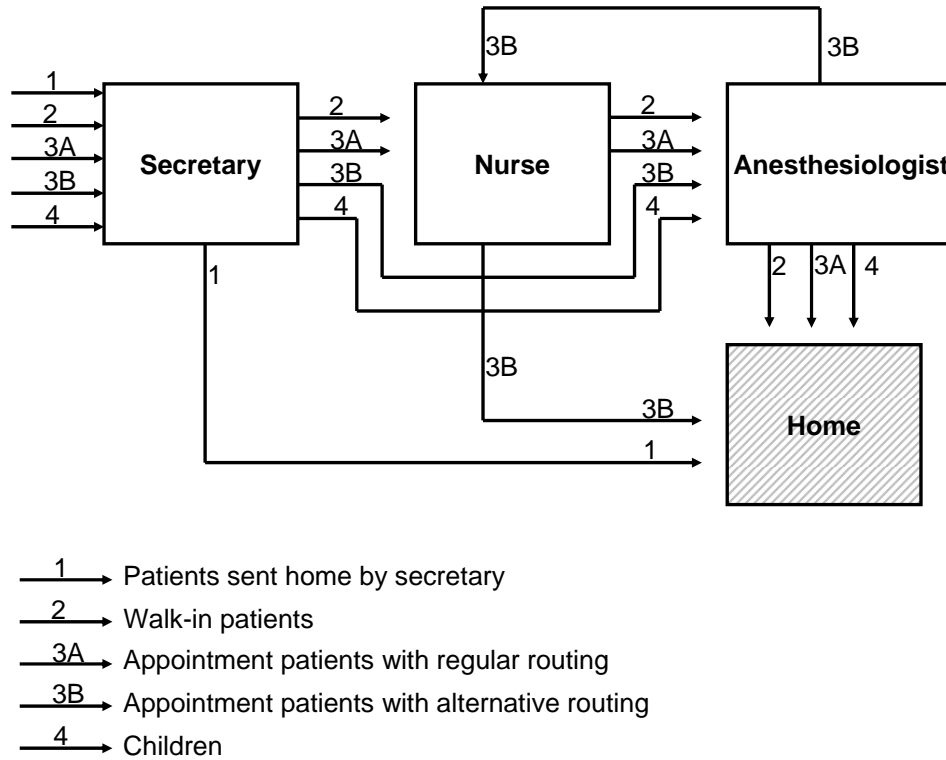 3B
3B
1
2
3A
3B
4
Secretary
2
3A
3B
4
Nurse
2
3A
3B
4
Anesthesiologist
1
2
3A
4
3B
3B
1
Home
1 Patients sent home by secretary
2 Walk-in patients
3A Appointment patients with regular routing
3B Appointment patients with alternative routing
4 Children